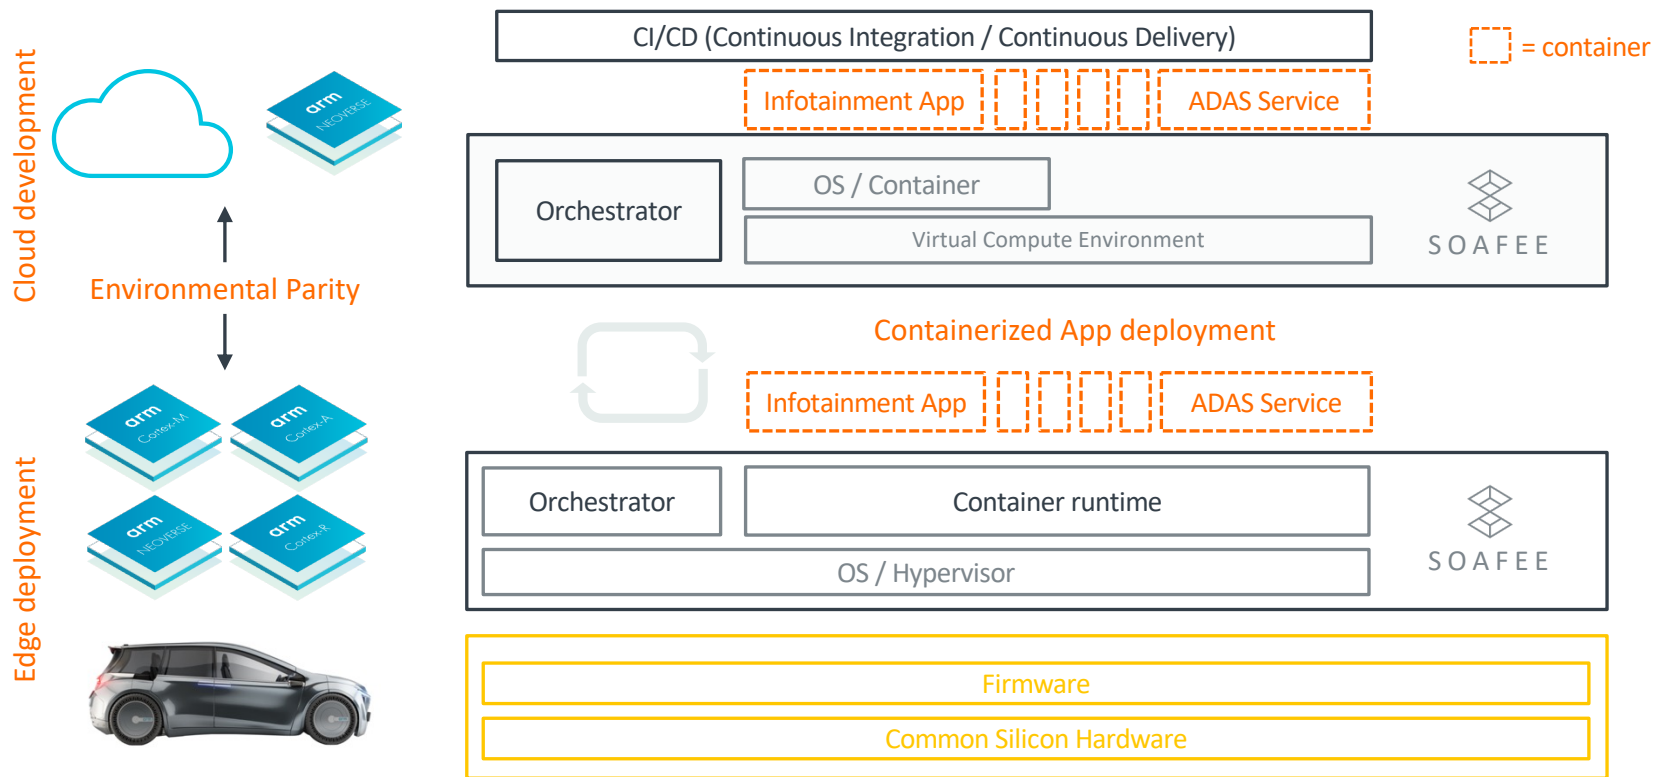 CI/CD (Continuous Integration / Continuous Delivery)
= container
Cloud development
arm
NEOVERSE
Infotainment App
ADAS Service
Orchestrator
OS / Container
Virtual Compute Environment
SOAFEE
Environmental Parity
Containerized App deployment
Infotainment App
ADAS Service
Edge deployment
arm
Cortex-M
arm
Cortex-A
arm
NEOVERSE
arm
Cortex-R
Orchestrator
Container runtime
OS / Hypervisor
SOAFEE
Firmware
Common Silicon Hardware